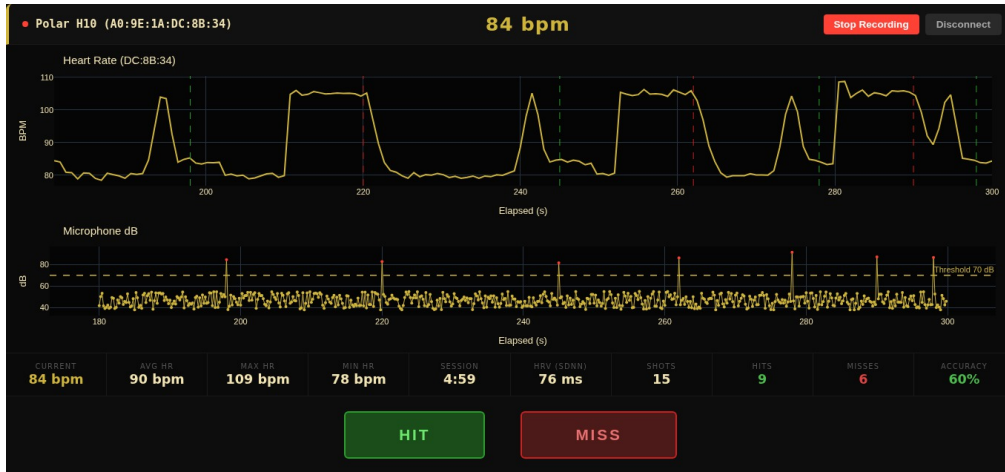 Polar H10 (A0:9E:1A:DC:8B:34)
84 bpm
Stop Recording
Disconnect
Heart Rate (DC:8B:34)
110
100
90
80
BPM
200
220
240
260
280
300
Elapsed (s)
Microphone dB
80
60
40
dB
Threshold 70 dB
180
200
220
240
260
280
300
Elapsed (s)
CURRENT
84 bpm
AVG HR
90 bpm
MAX HR
109 bpm
MIN HR
78 bpm
SESSION
4:59
HRV (SDNN)
76 ms
SHOTS
15
HITS
9
MISSES
6
ACCURACY
60%
HIT
MISS